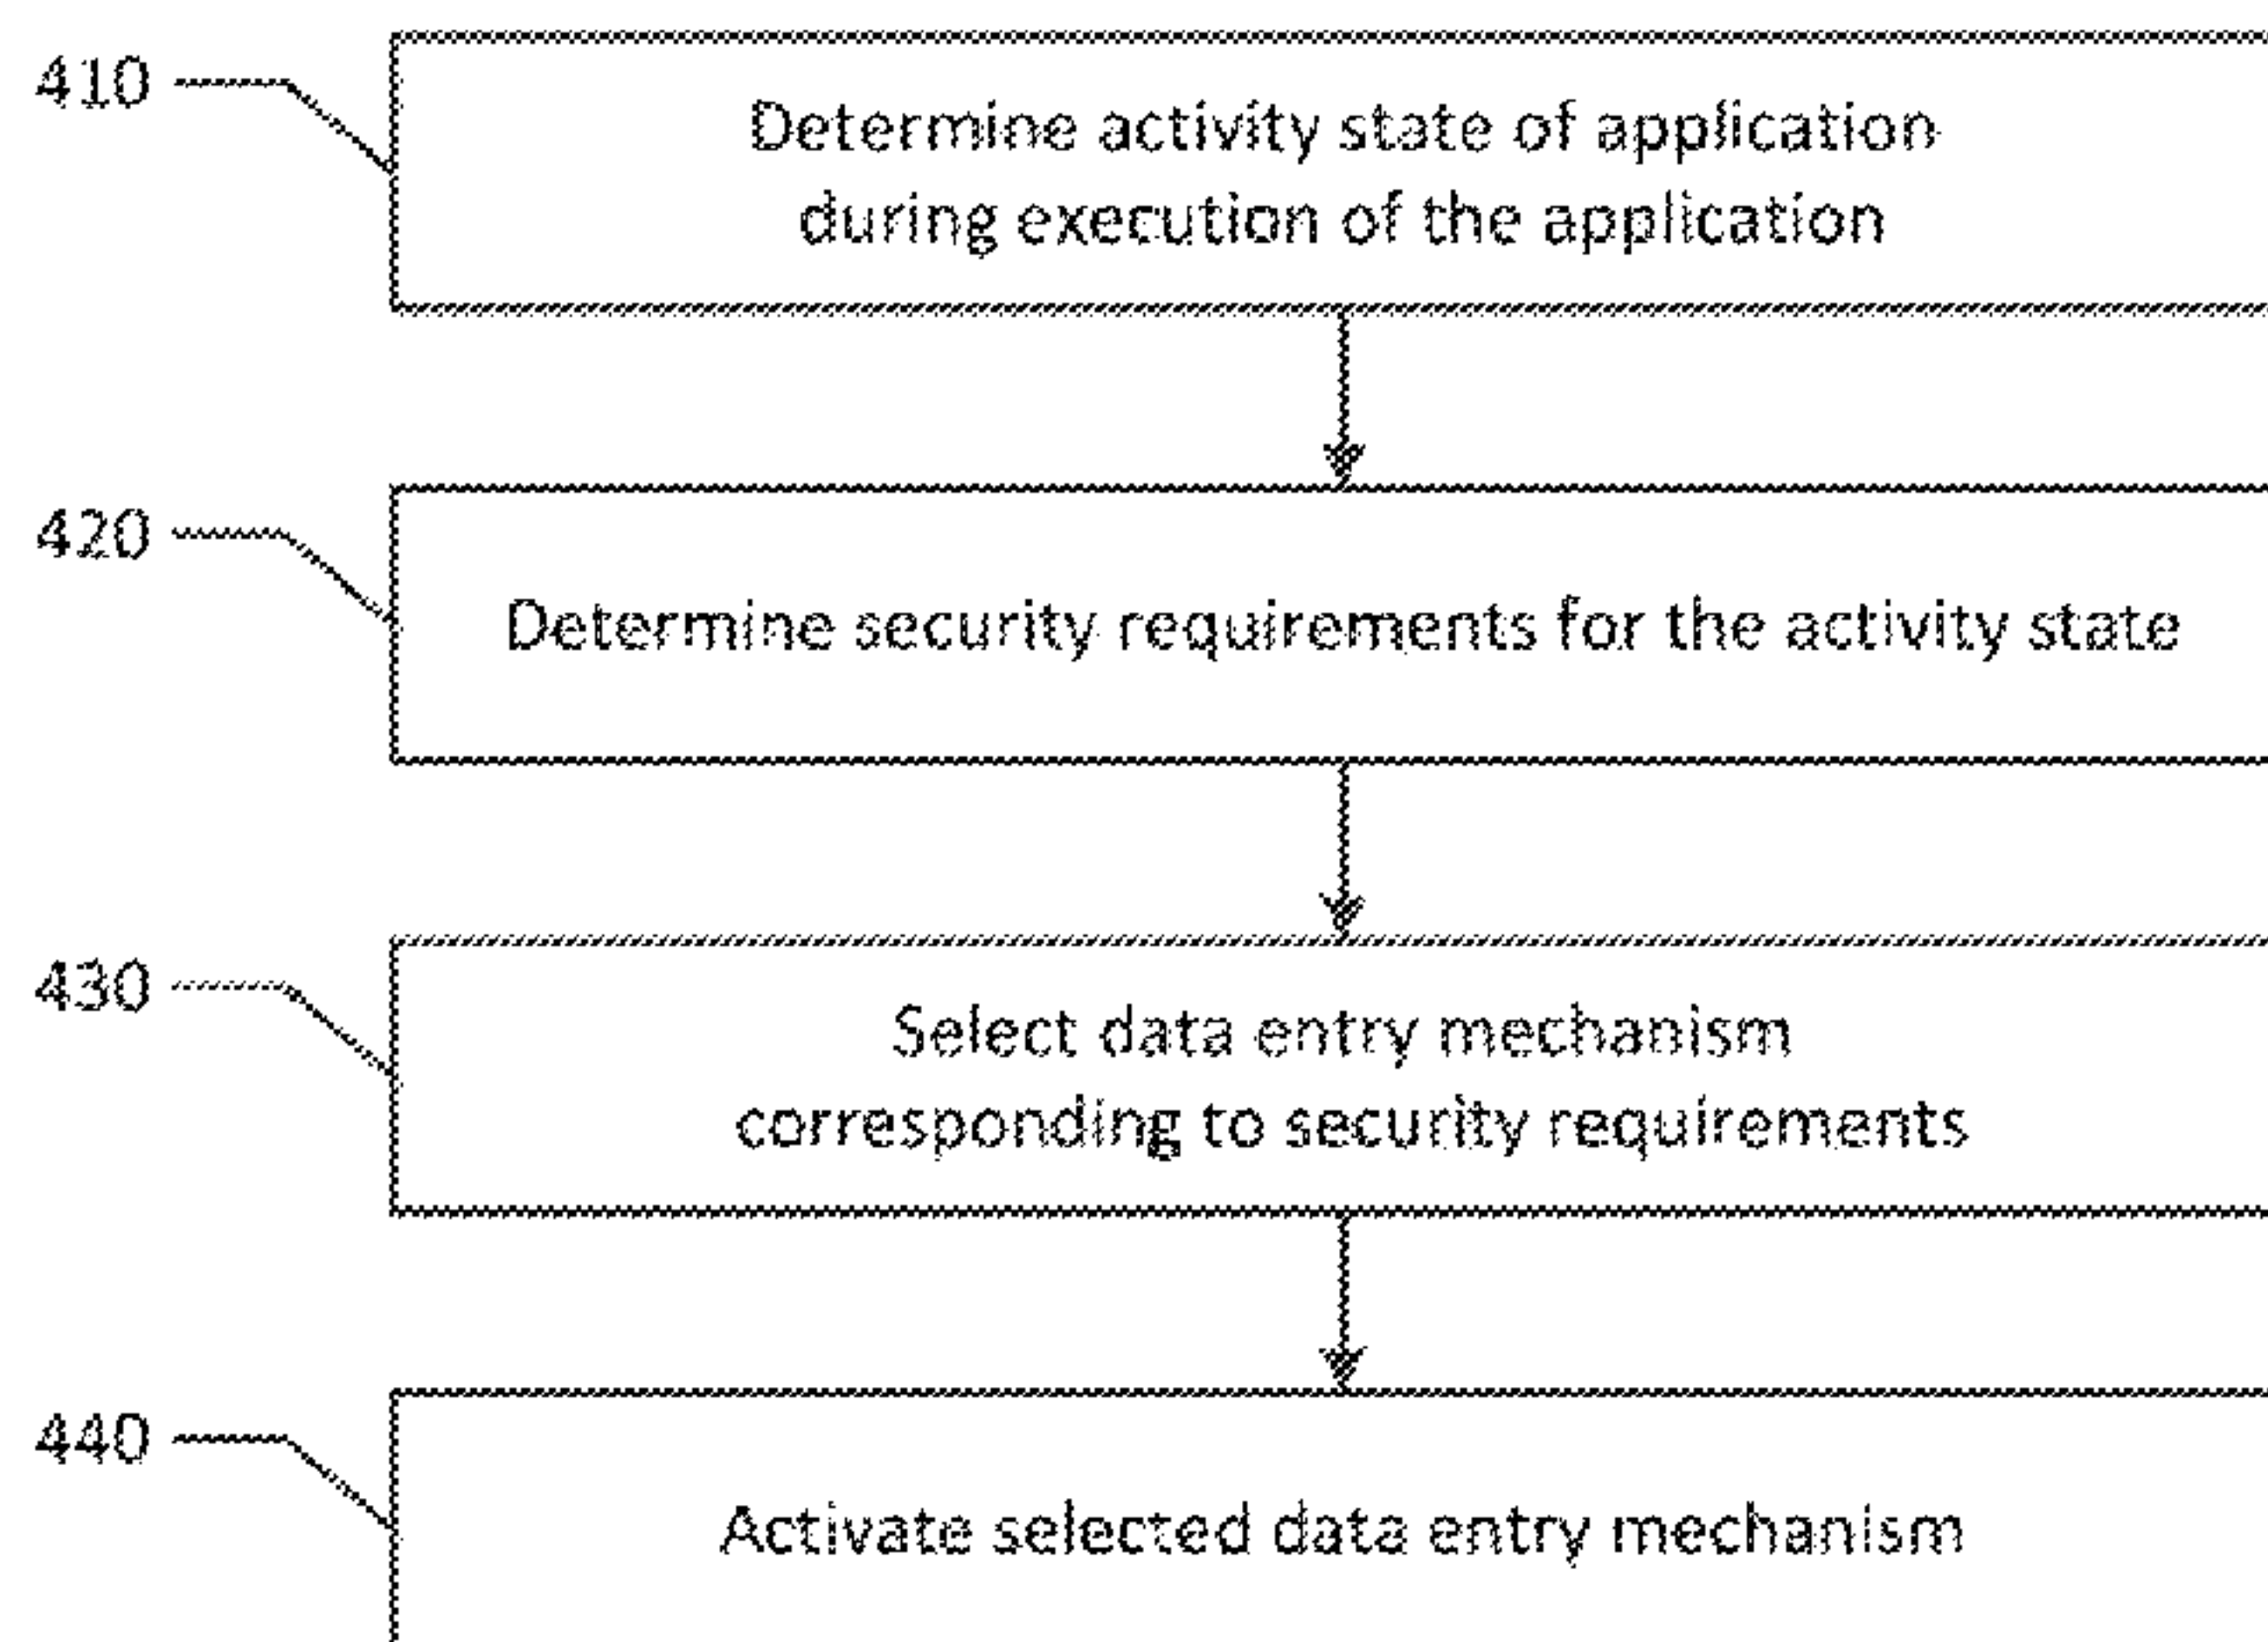 410
Determine activity state of application
during execution of the application
420
Determine security requirements for the activity state
430
Select data entry mechanism
corresponding to security requirements
440
Activate selected data entry mechanism